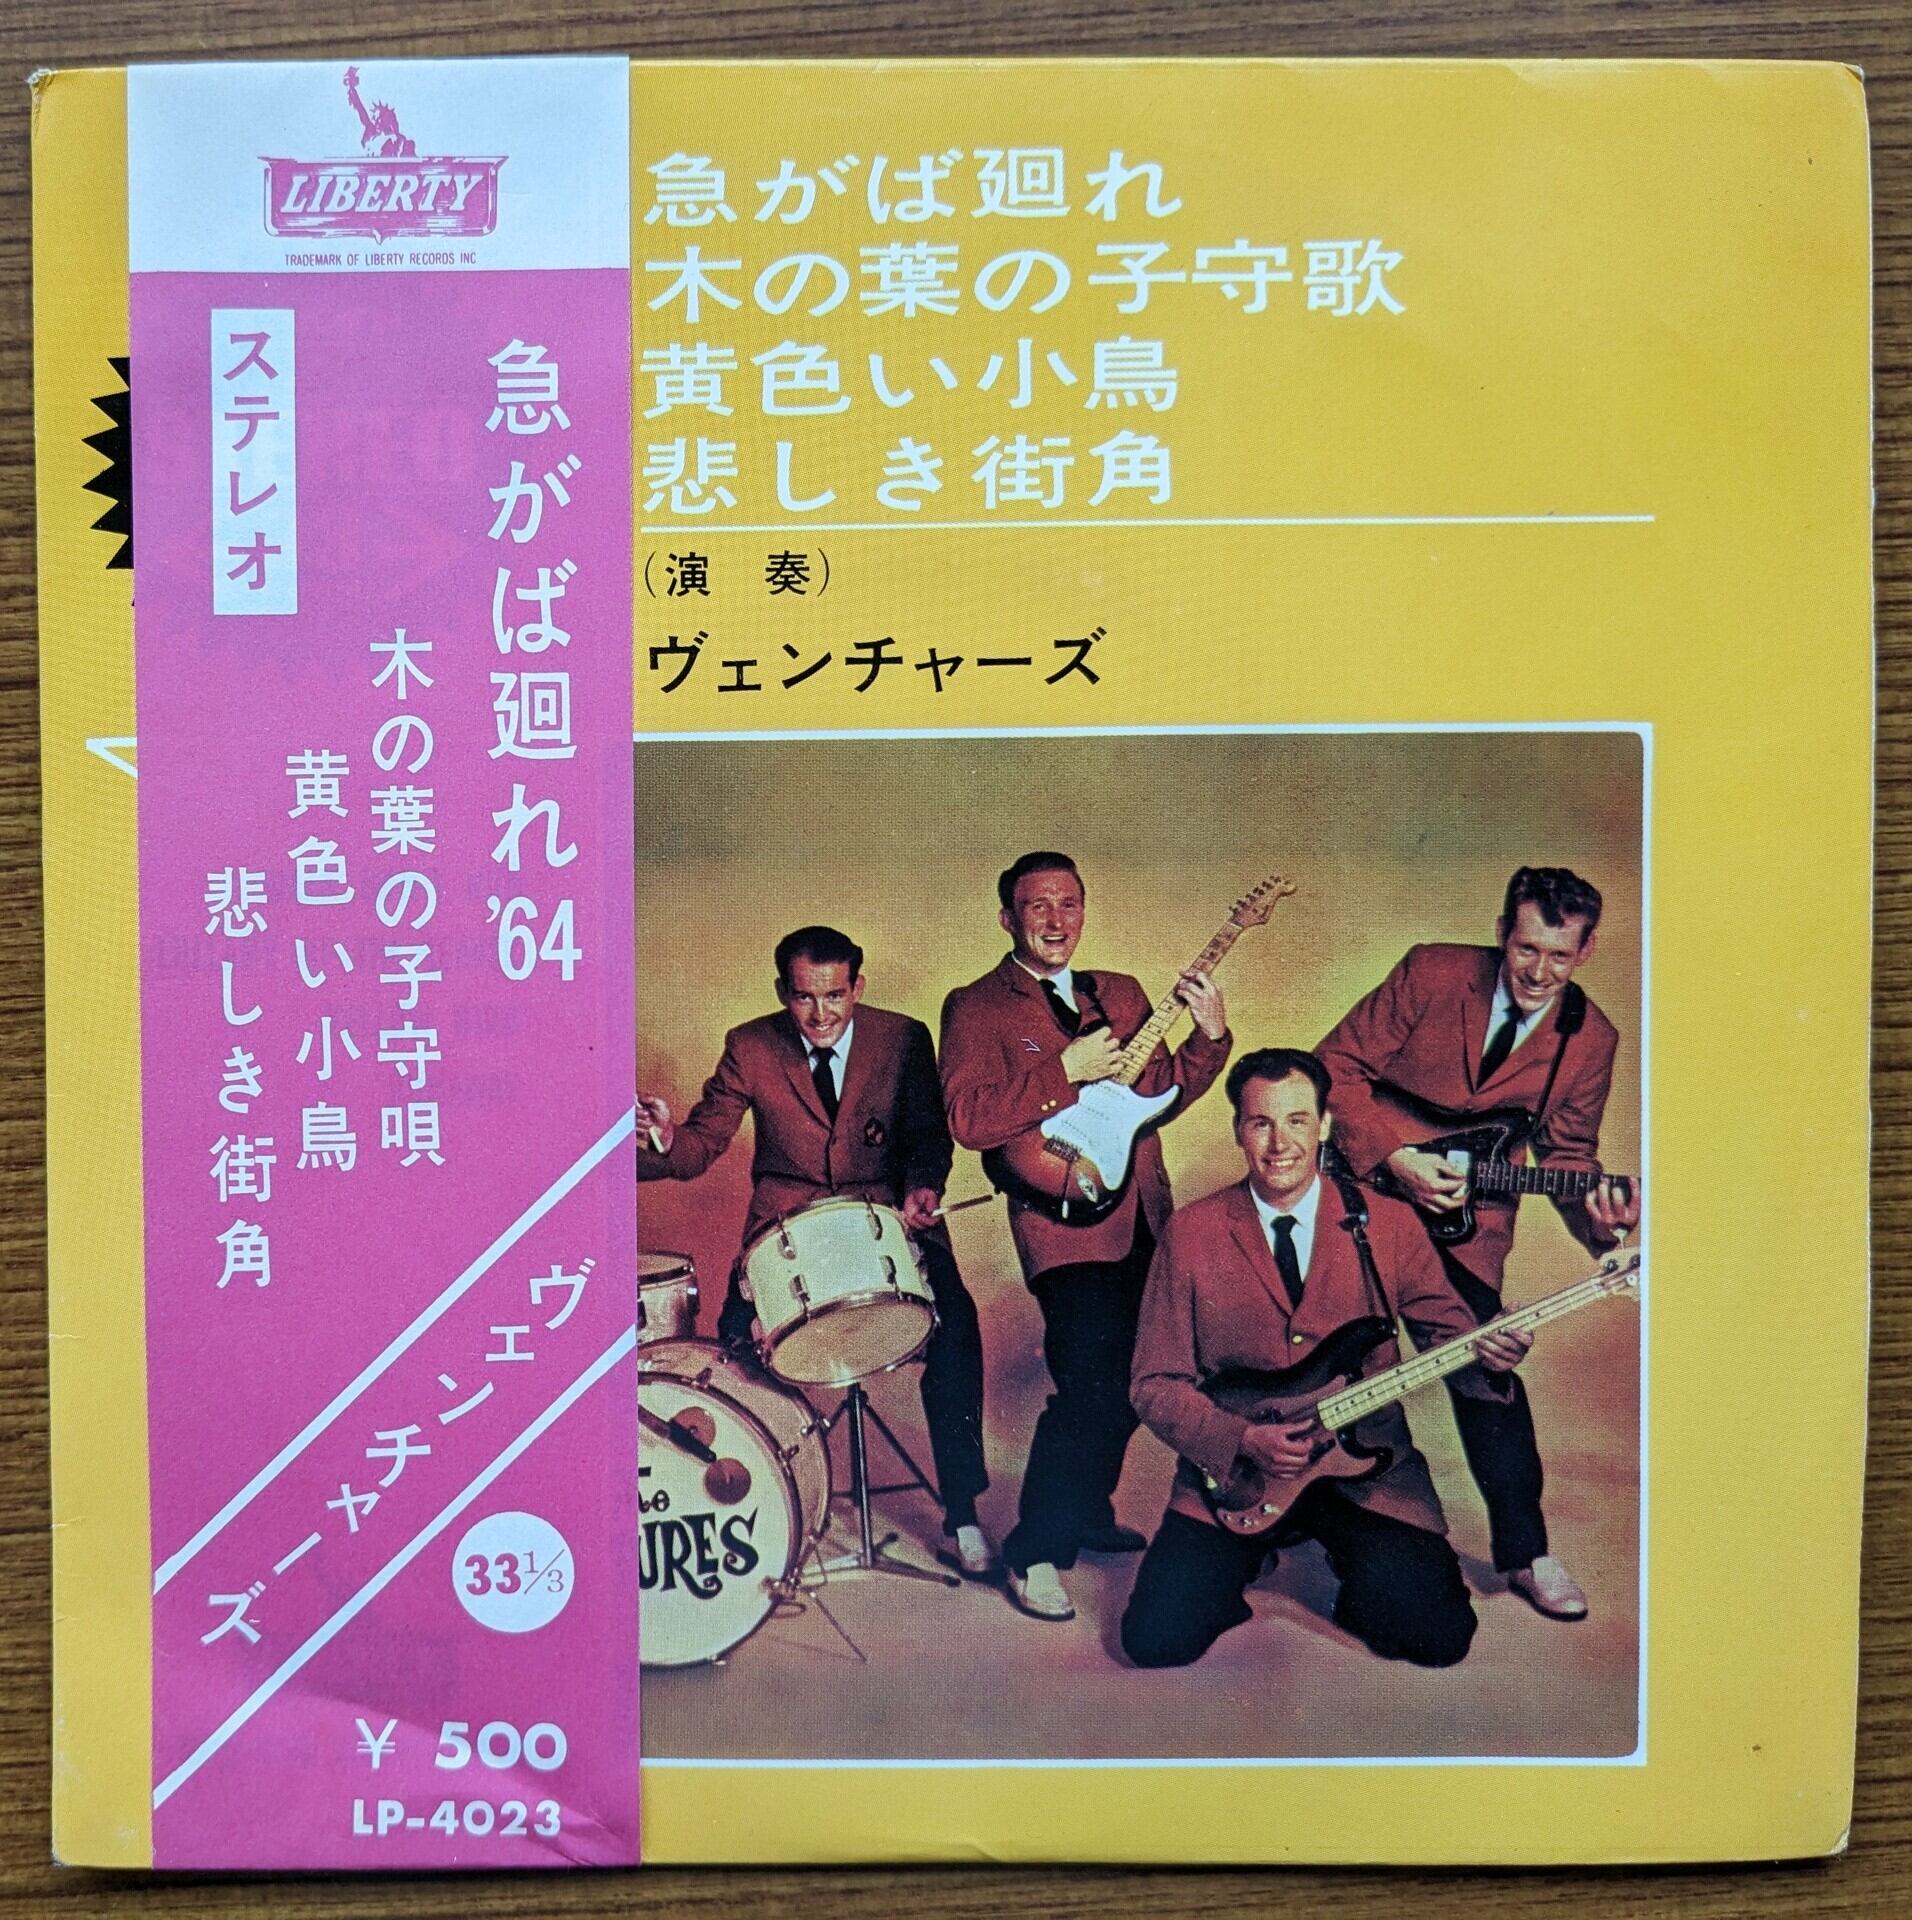 LIBERTY
TRADEMARK OF LIBERTY RECORDS INC
ステレオ
急がば廻れ'64
木の葉の子守唄
黄色い小鳥
悲しき街角
ヴェンチャーズ
33⅓
¥ 500
LP-4023
急がば廻れ
木の葉の子守歌
黄色い小鳥
悲しき街角
(演 奏)
ヴェンチャーズ
URES